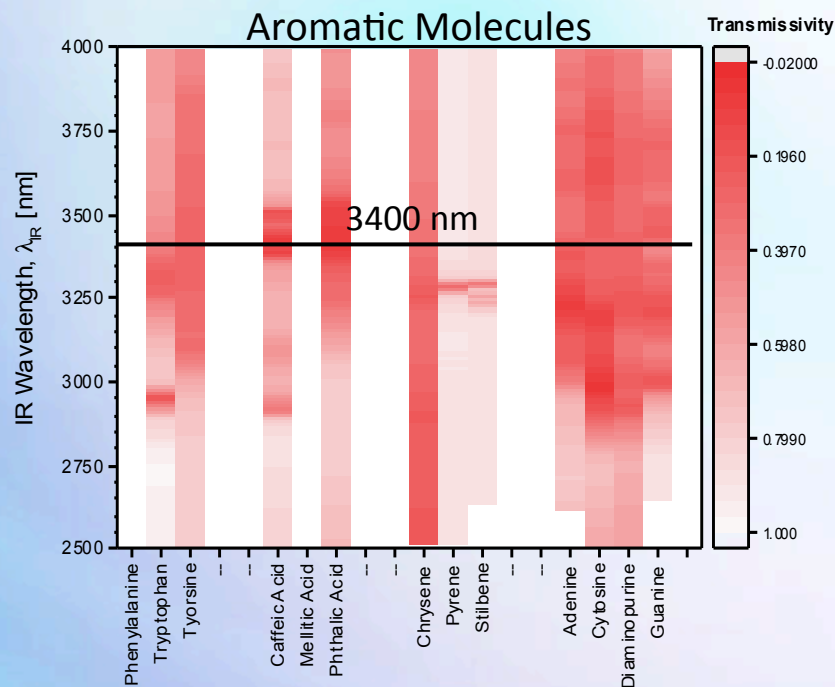 Aromatic Molecules
Transmissivity
4000
3750
3500
3250
3000
2750
2500
IR Wavelength, λIR [nm]
3400 nm
-0.02000
0.1960
0.3970
0.5980
0.7990
1.000
Phenylalanine
Tryptophan
Tyorsine
--
--
Caffeic Acid
Mellitic Acid
Phthalic Acid
--
--
Chrysene
Pyrene
Stilbene
--
--
Adenine
Cytosine
Diaminopurine
Guanine